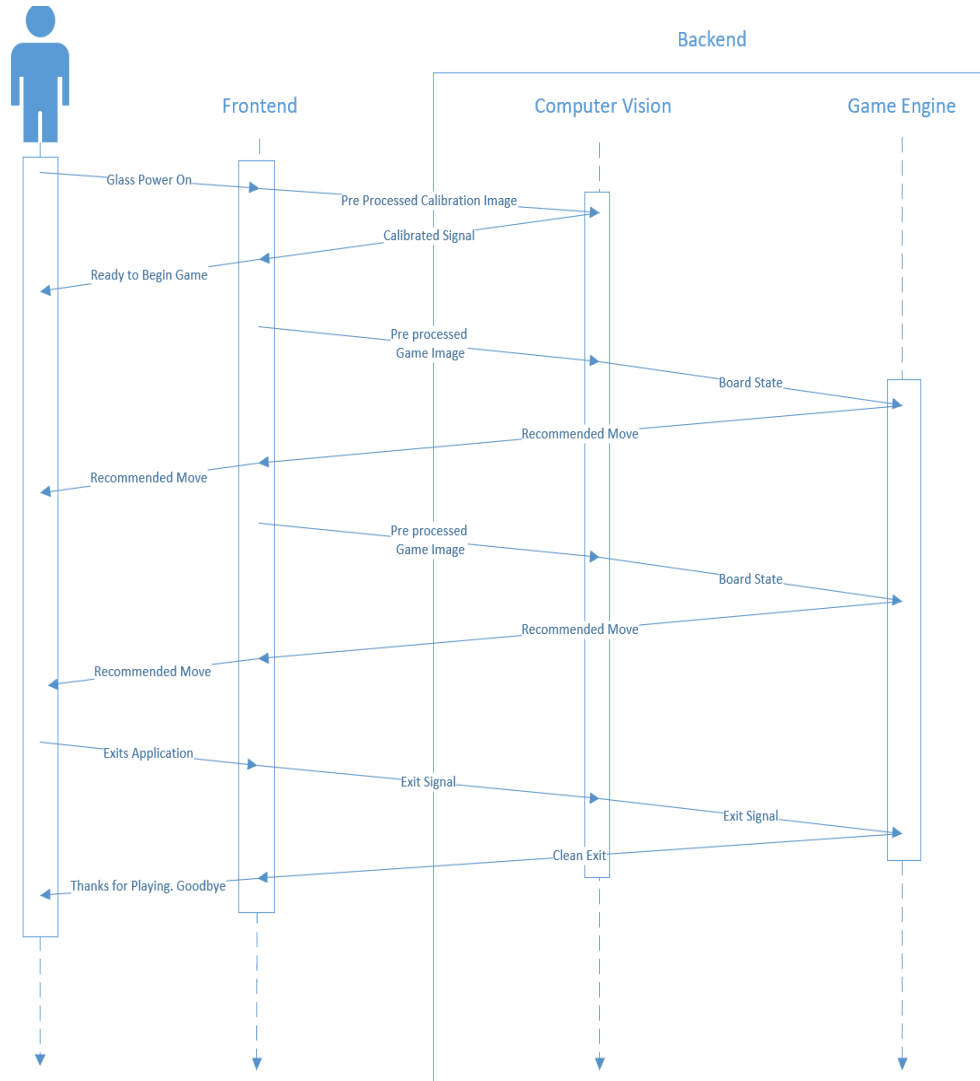 Backend
Frontend
Computer Vision
Game Engine
Glass Power On
Pre Processed Calibration Image
Calibrated Signal
Ready to Begin Game
Pre processed
Game Image
Board State
Recommended Move
Recommended Move
Pre processed
Game Image
Board State
Recommended Move
Recommended Move
Exits Application
Exit Signal
Exit Signal
Clean Exit
Thanks for Playing. Goodbye